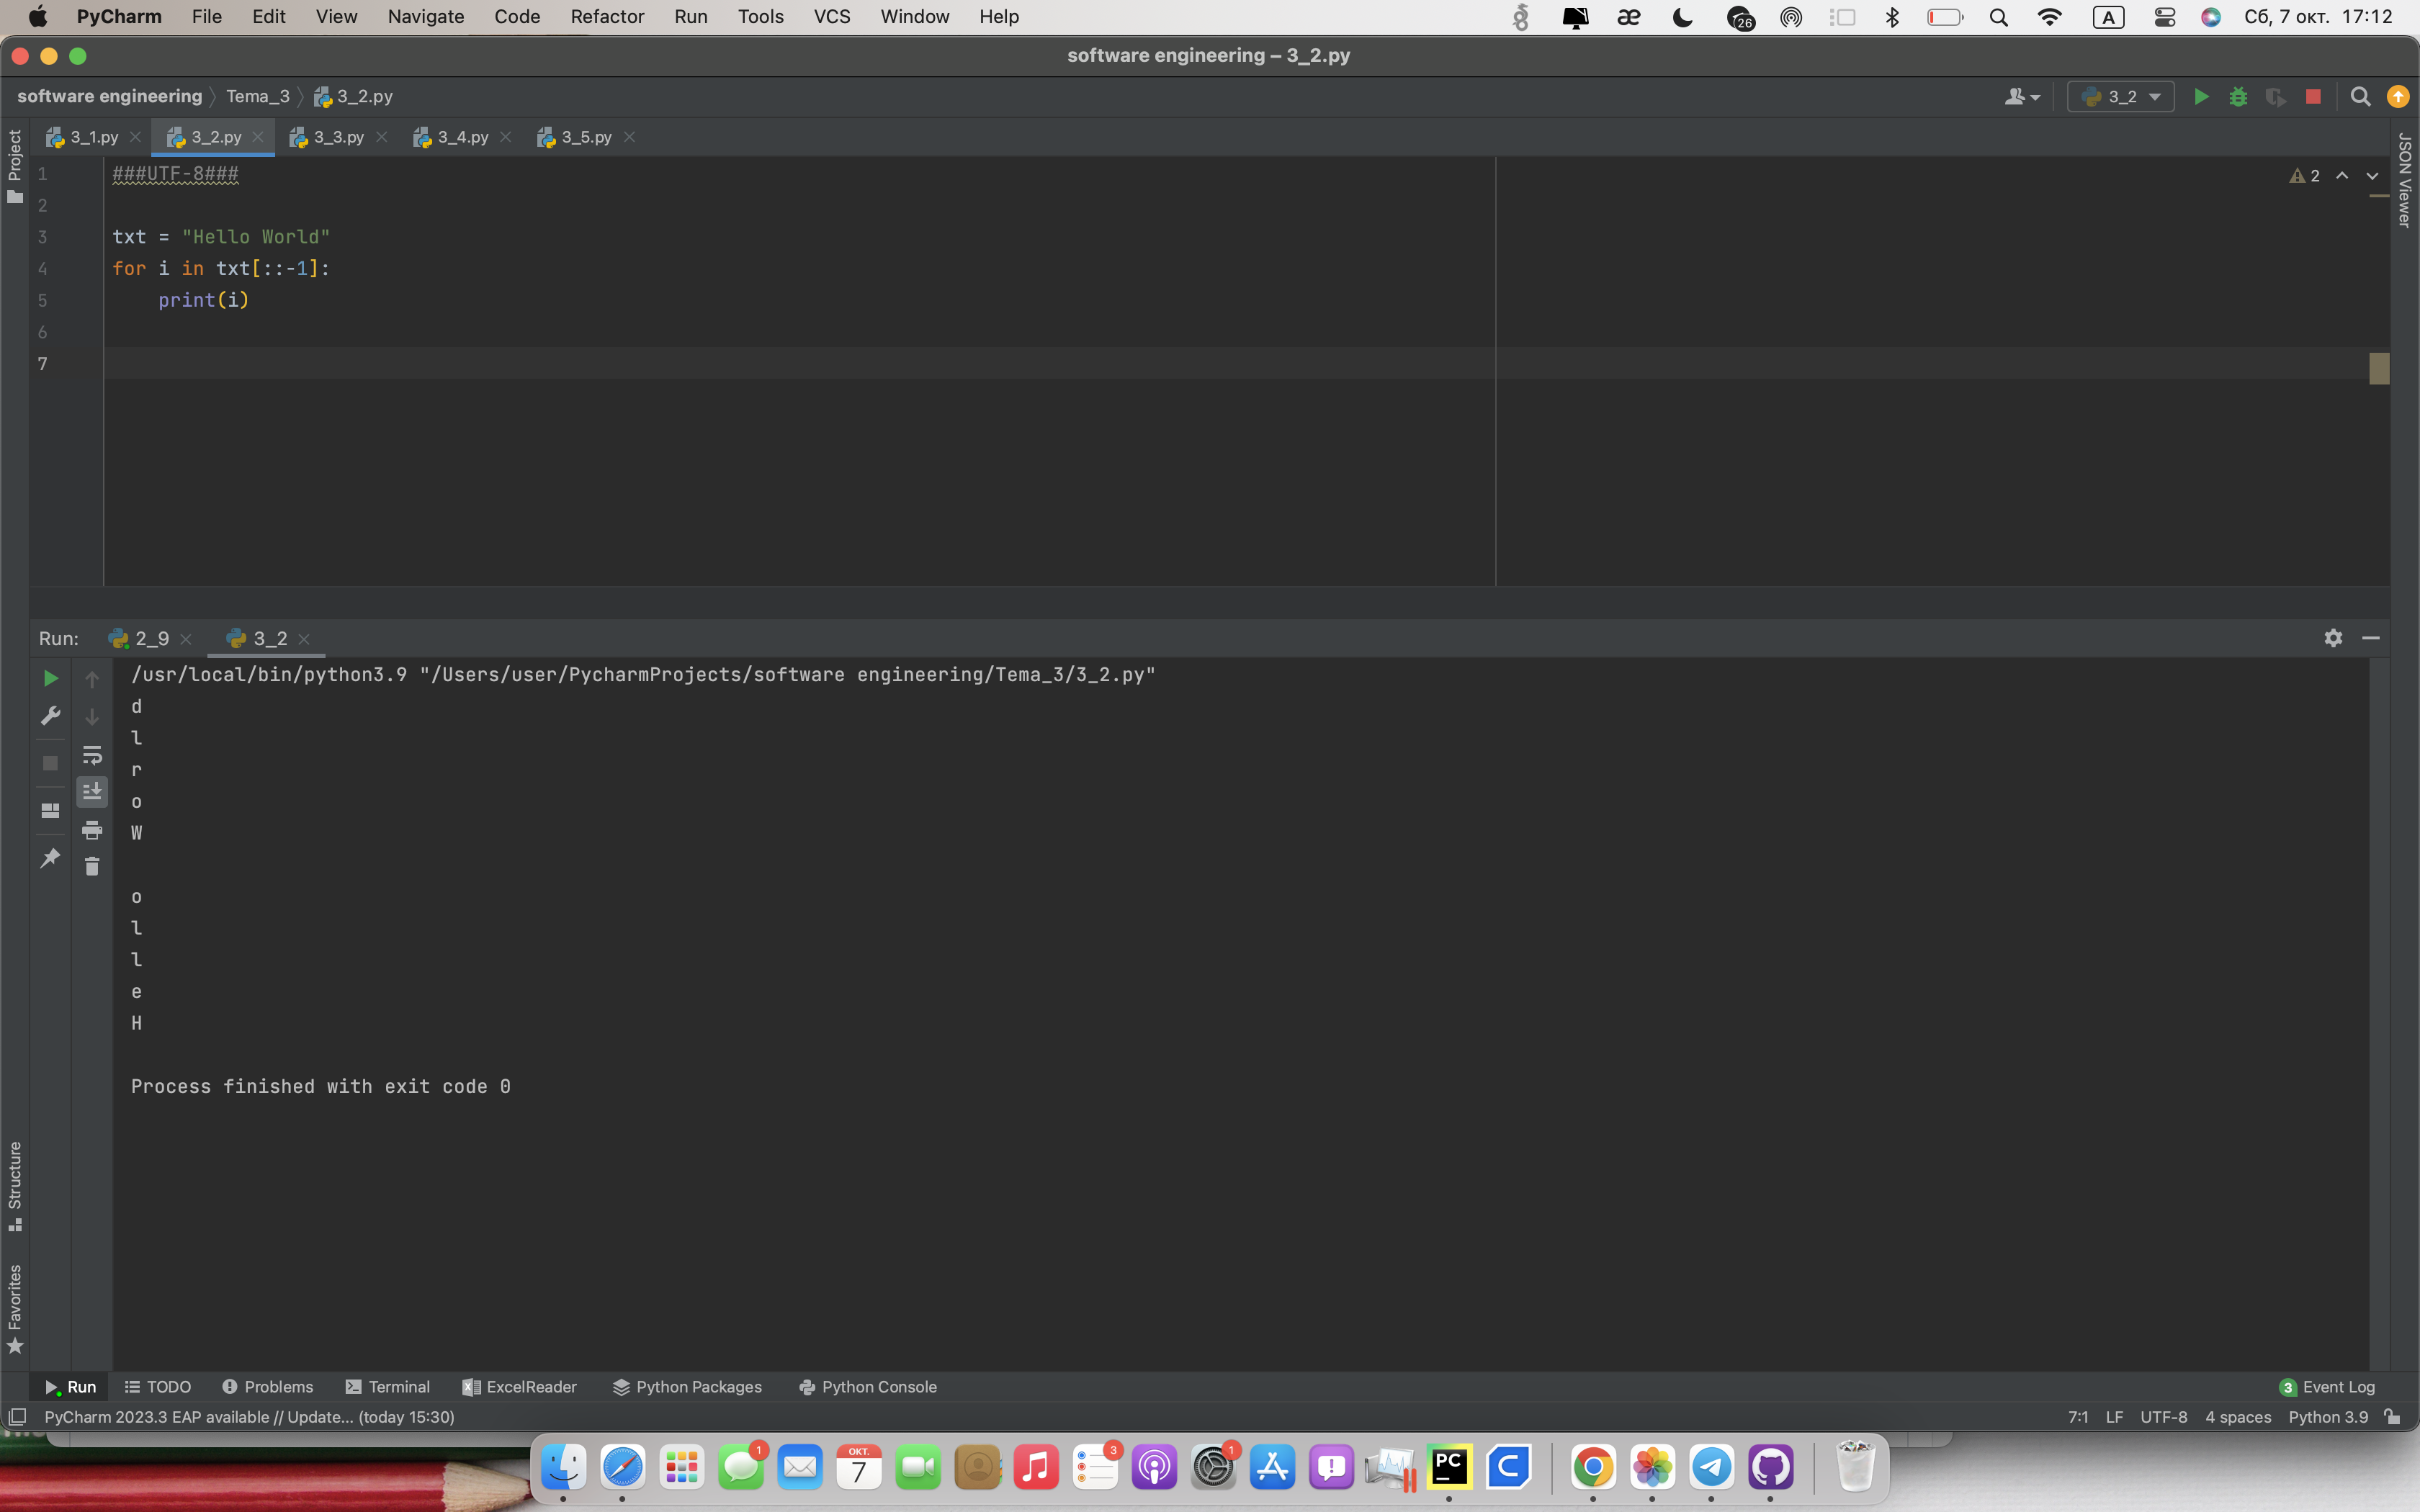 PyCharm File Edit View Navigate Code Refactor Run Tools VCS Window Help æ 26 A Сб, 7 окт. 17:12
software engineering – 3_2.py
software engineering Tema_3 3_2.py 3_2
3_1.py 3_2.py 3_3.py 3_4.py 3_5.py
Project
JSON Viewer
1 ###UTF-8### 2
2
3 txt = "Hello World"
4 for i in txt[::-1]:
5 print(i)
6
7
Run: 2_9 3_2
/usr/local/bin/python3.9 "/Users/user/PycharmProjects/software engineering/Tema_3/3_2.py"
d
l
r
o
W
o
l
l
e
H
Process finished with exit code 0
Structure
Favorites
Run TODO Problems Terminal ExcelReader Python Packages Python Console 3 Event Log
PyCharm 2023.3 EAP available // Update... (today 15:30) 7:1 LF UTF-8 4 spaces Python 3.9
1 ОКТ. 7 3 1 PC C